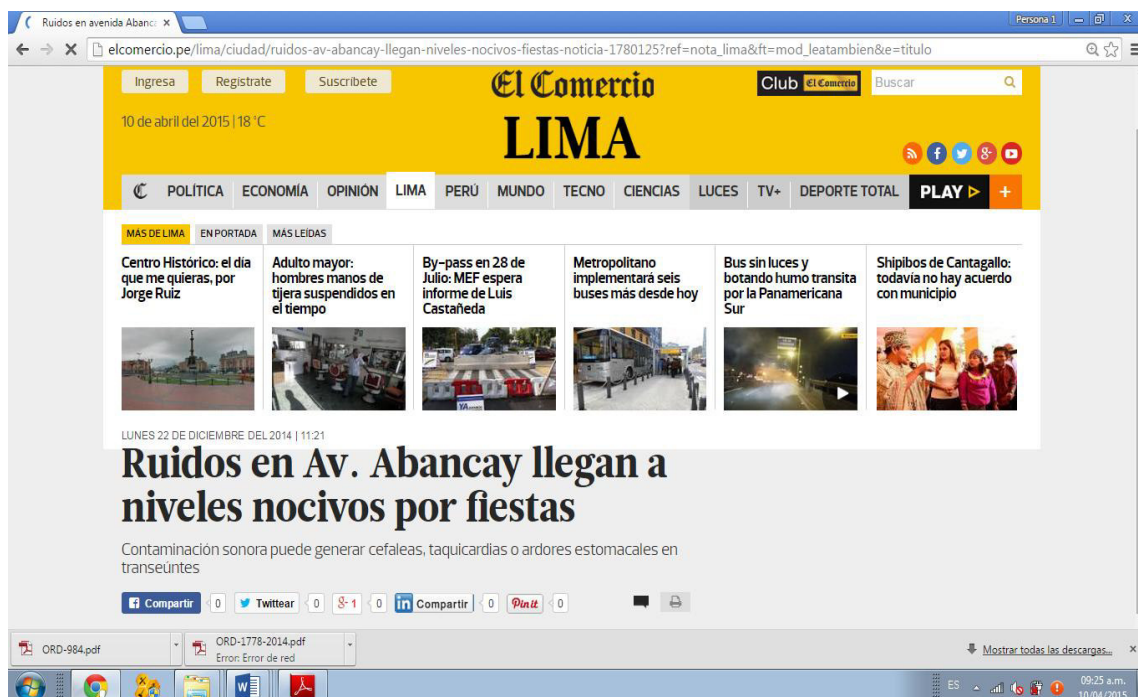 Ruidos en avenida Abanca
Persona 1
elcomercio.pe/lima/ciudad/ruidos-av-abancay-llegan-niveles-nocivos-fiestas-noticia-1780125?ref=nota_lima&ft=mod_leatambien&e=titulo
Ingresa Registrate Suscríbete El Comercio Club El Comercio Buscar
10 de abril del 2015 | 18 °C
LIMA
POLÍTICA ECONOMÍA OPINIÓN LIMA PERÚ MUNDO TECNO CIENCIAS LUCES TV+ DEPORTE TOTAL PLAY +
MÁS DE LIMA EN PORTADA MÁS LEÍDAS
Centro Histórico: el día
que me quieras, por
Jorge Ruiz
Adulto mayor:
hombres manos de
tijera suspendidos en
el tiempo
By-pass en 28 de
Julio: MEF espera
informe de Luis
Castañeda
Metropolitano
implementará seis
buses más desde hoy
Bus sin luces y
botando humo transita
por la Panamericana
Sur
Shipibos de Cantagallo:
todavía no hay acuerdo
con municipio
YA
LUNES 22 DE DICIEMBRE DEL 2014 | 11:21
Ruidos en Av. Abancay llegan a
niveles nocivos por fiestas
Contaminación sonora puede generar cefaleas, taquicardias o ardores estomacales en
transeúntes
Compartir 0 Twittear 0 g+1 0 in Compartir 0 Pin it 0
ORD-984.pdf
ORD-1778-2014.pdf
Error: Error de red
Mostrar todas las descargas...
ES
09:25 a.m.
10/04/2015